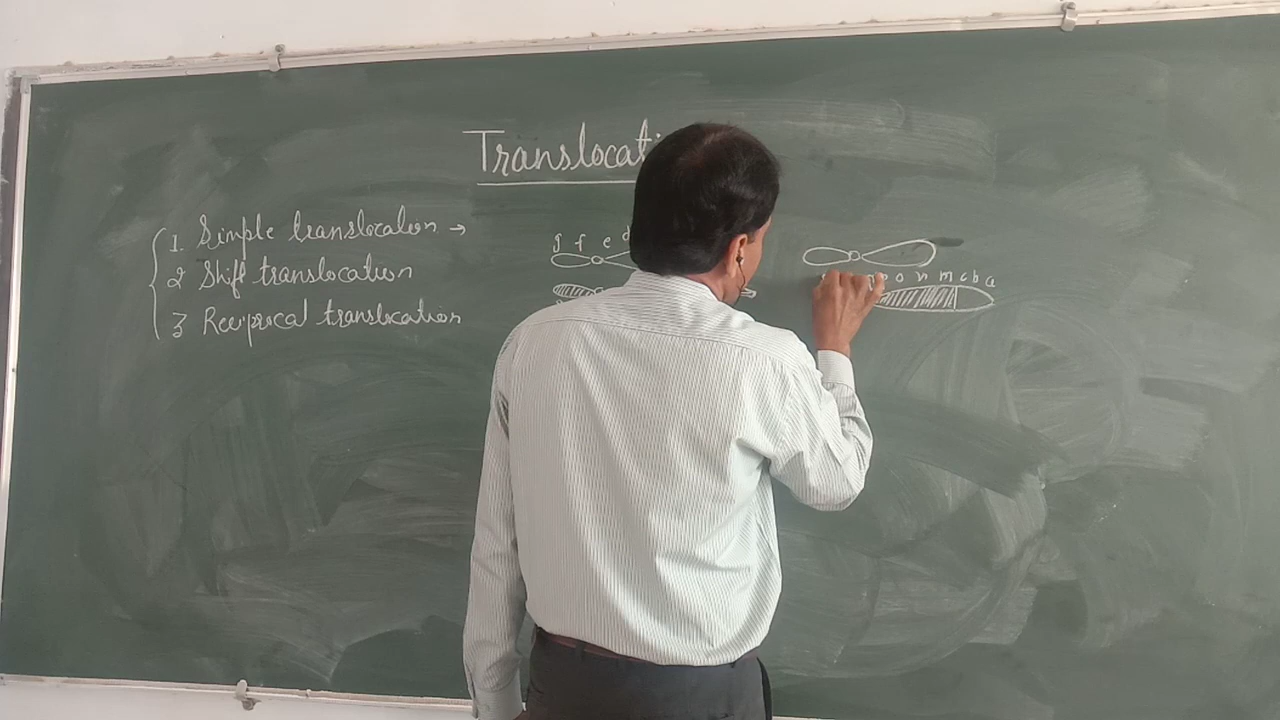 Translocati
1. Simple translocation →
2 Shift translocation
3 Reciprocal translocation
g f e d
o n m c b a